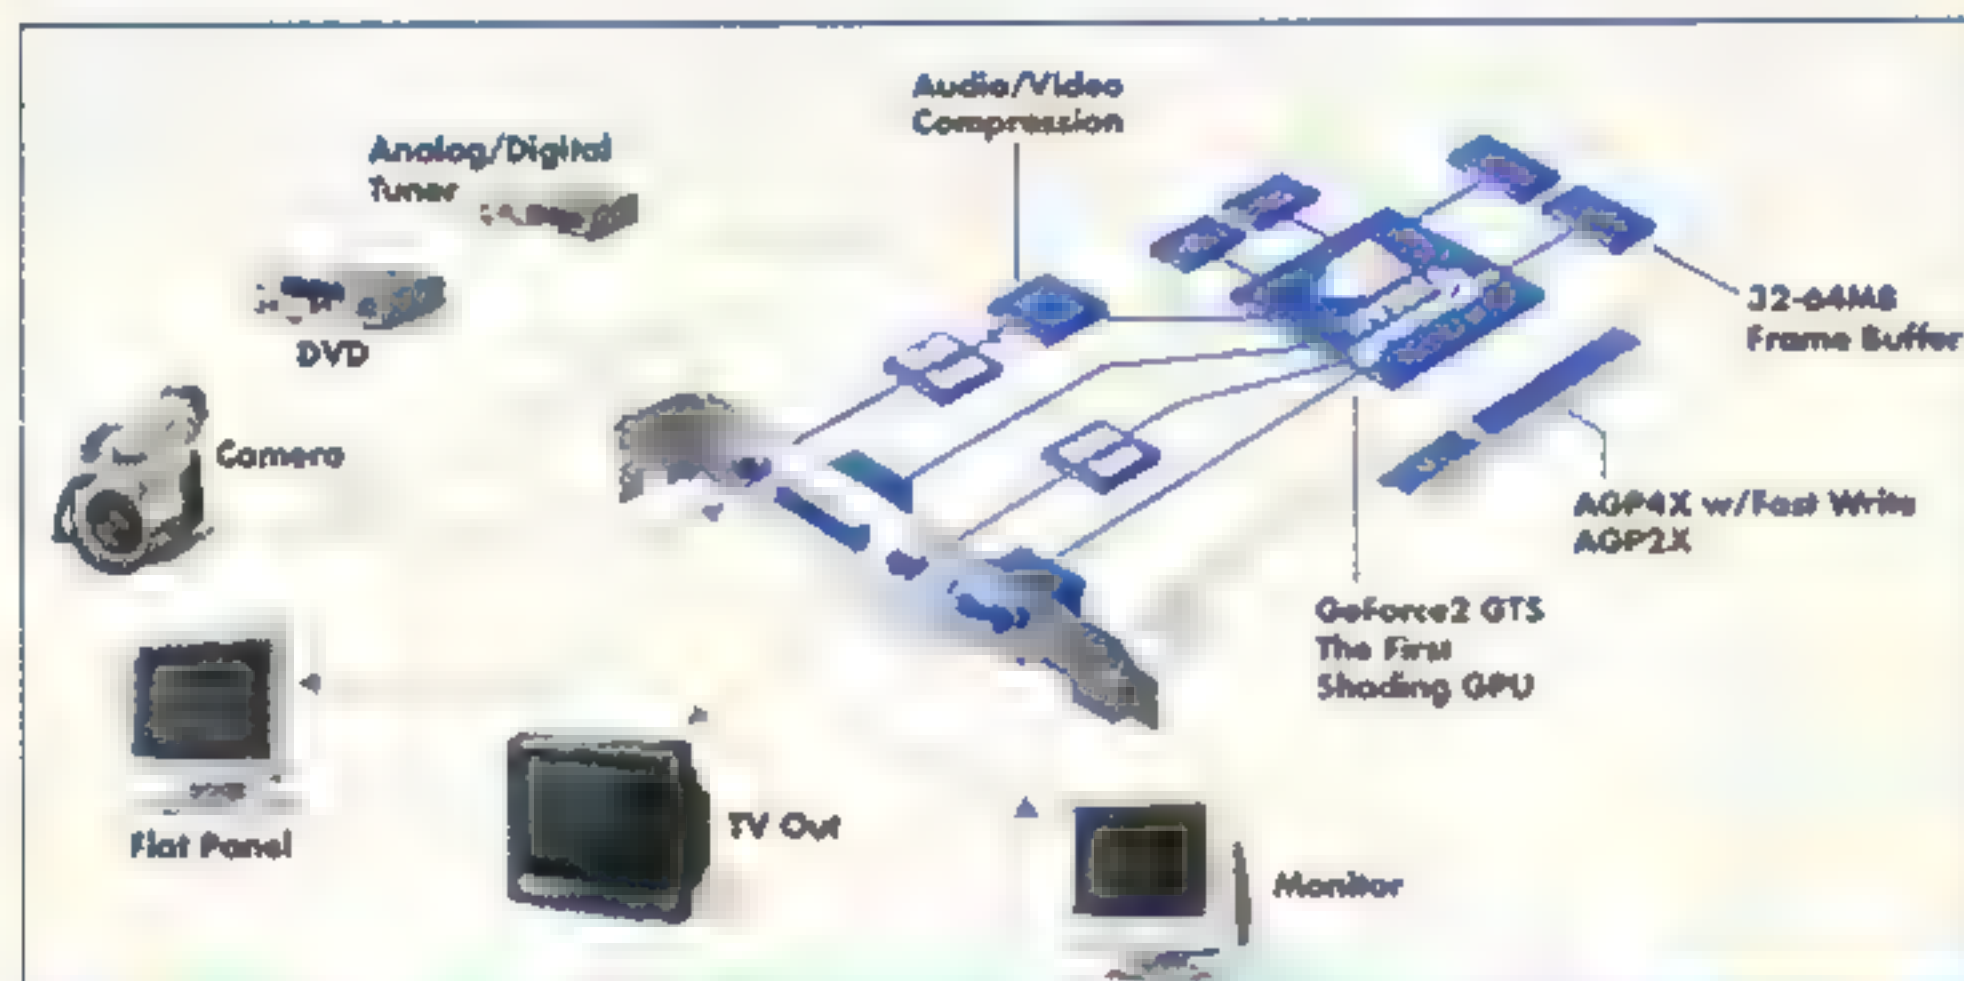 Audio/Video
Compression
Analog/Digital
Tuner
DVD
Camera
32-64MB
Frame Buffer
AGP4X w/Fast Write
AGP2X
GeForce2 GTS
The First
Shading GPU
Flat Panel
TV Out
Monitor